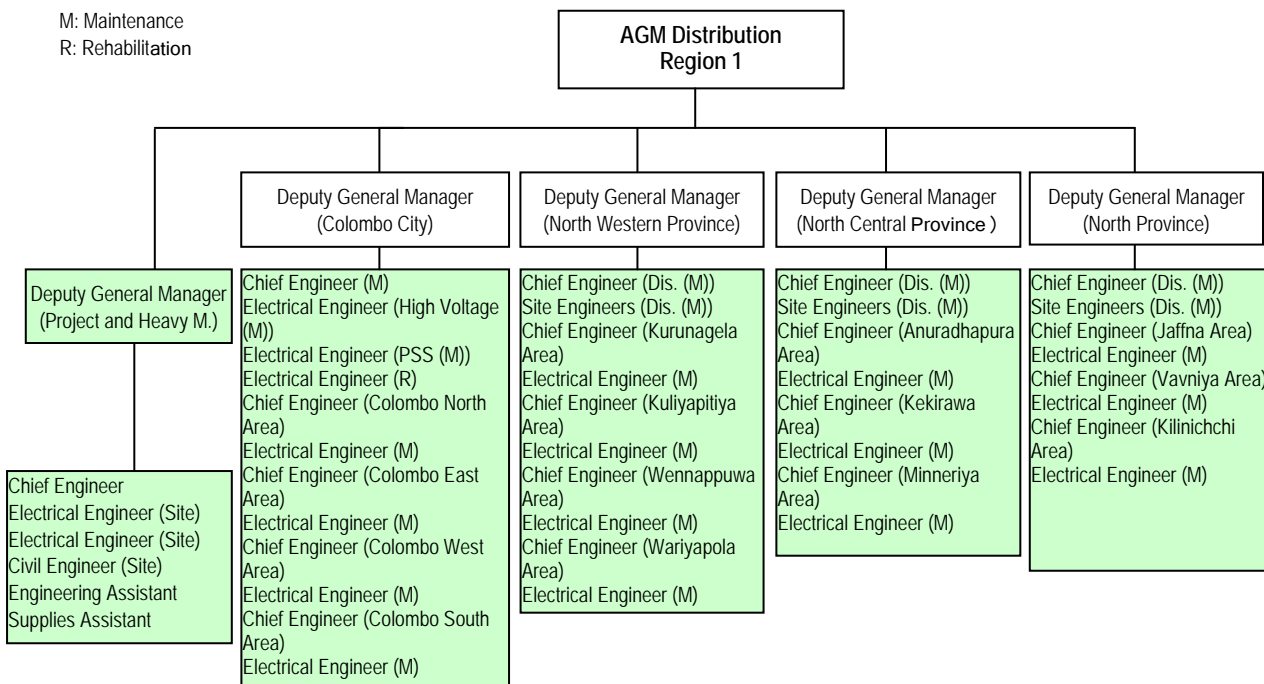 M: Maintenance
R: Rehabilitation
AGM Distribution
Region 1
Deputy General Manager
(Colombo City)
Deputy General Manager
(North Western Province)
Deputy General Manager
(North Central Province )
Deputy General Manager
(North Province)
Deputy General Manager
(Project and Heavy M.)
Chief Engineer
Electrical Engineer (Site)
Electrical Engineer (Site)
Civil Engineer (Site)
Engineering Assistant
Supplies Assistant
Chief Engineer (M)
Electrical Engineer (High Voltage
(M))
Electrical Engineer (PSS (M))
Electrical Engineer (R)
Chief Engineer (Colombo North
Area)
Electrical Engineer (M)
Chief Engineer (Colombo East
Area)
Electrical Engineer (M)
Chief Engineer (Colombo West
Area)
Electrical Engineer (M)
Chief Engineer (Colombo South
Area)
Electrical Engineer (M)
Chief Engineer (Dis. (M))
Site Engineers (Dis. (M))
Chief Engineer (Kurunagela
Area)
Electrical Engineer (M)
Chief Engineer (Kuliyapitiya
Area)
Electrical Engineer (M)
Chief Engineer (Wennappuwa
Area)
Electrical Engineer (M)
Chief Engineer (Wariyapola
Area)
Electrical Engineer (M)
Chief Engineer (Dis. (M))
Site Engineers (Dis. (M))
Chief Engineer (Anuradhapura
Area)
Electrical Engineer (M)
Chief Engineer (Kekirawa
Area)
Electrical Engineer (M)
Chief Engineer (Minneriya
Area)
Electrical Engineer (M)
Chief Engineer (Dis. (M))
Site Engineers (Dis. (M))
Chief Engineer (Jaffna Area)
Electrical Engineer (M)
Chief Engineer (Vavniya Area)
Electrical Engineer (M)
Chief Engineer (Kilinichchi
Area)
Electrical Engineer (M)